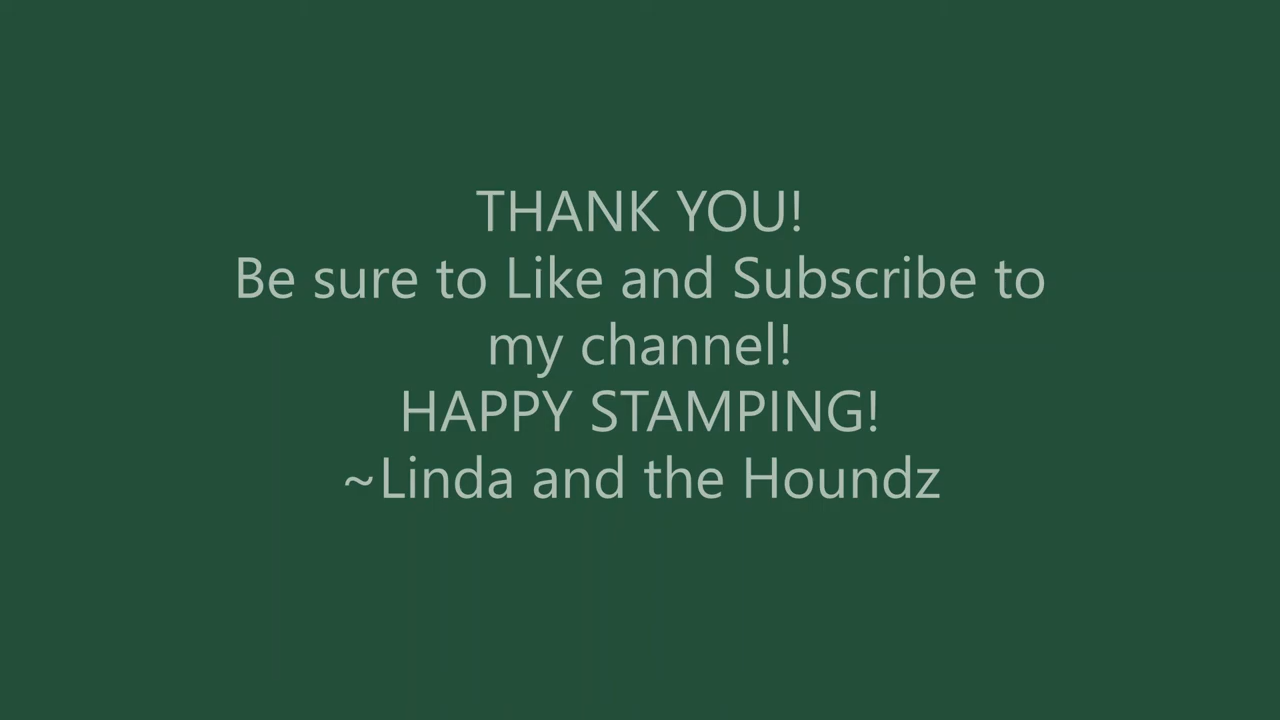 THANK YOU!
Be sure to Like and Subscribe to
my channel!
HAPPY STAMPING!
~Linda and the Houndz